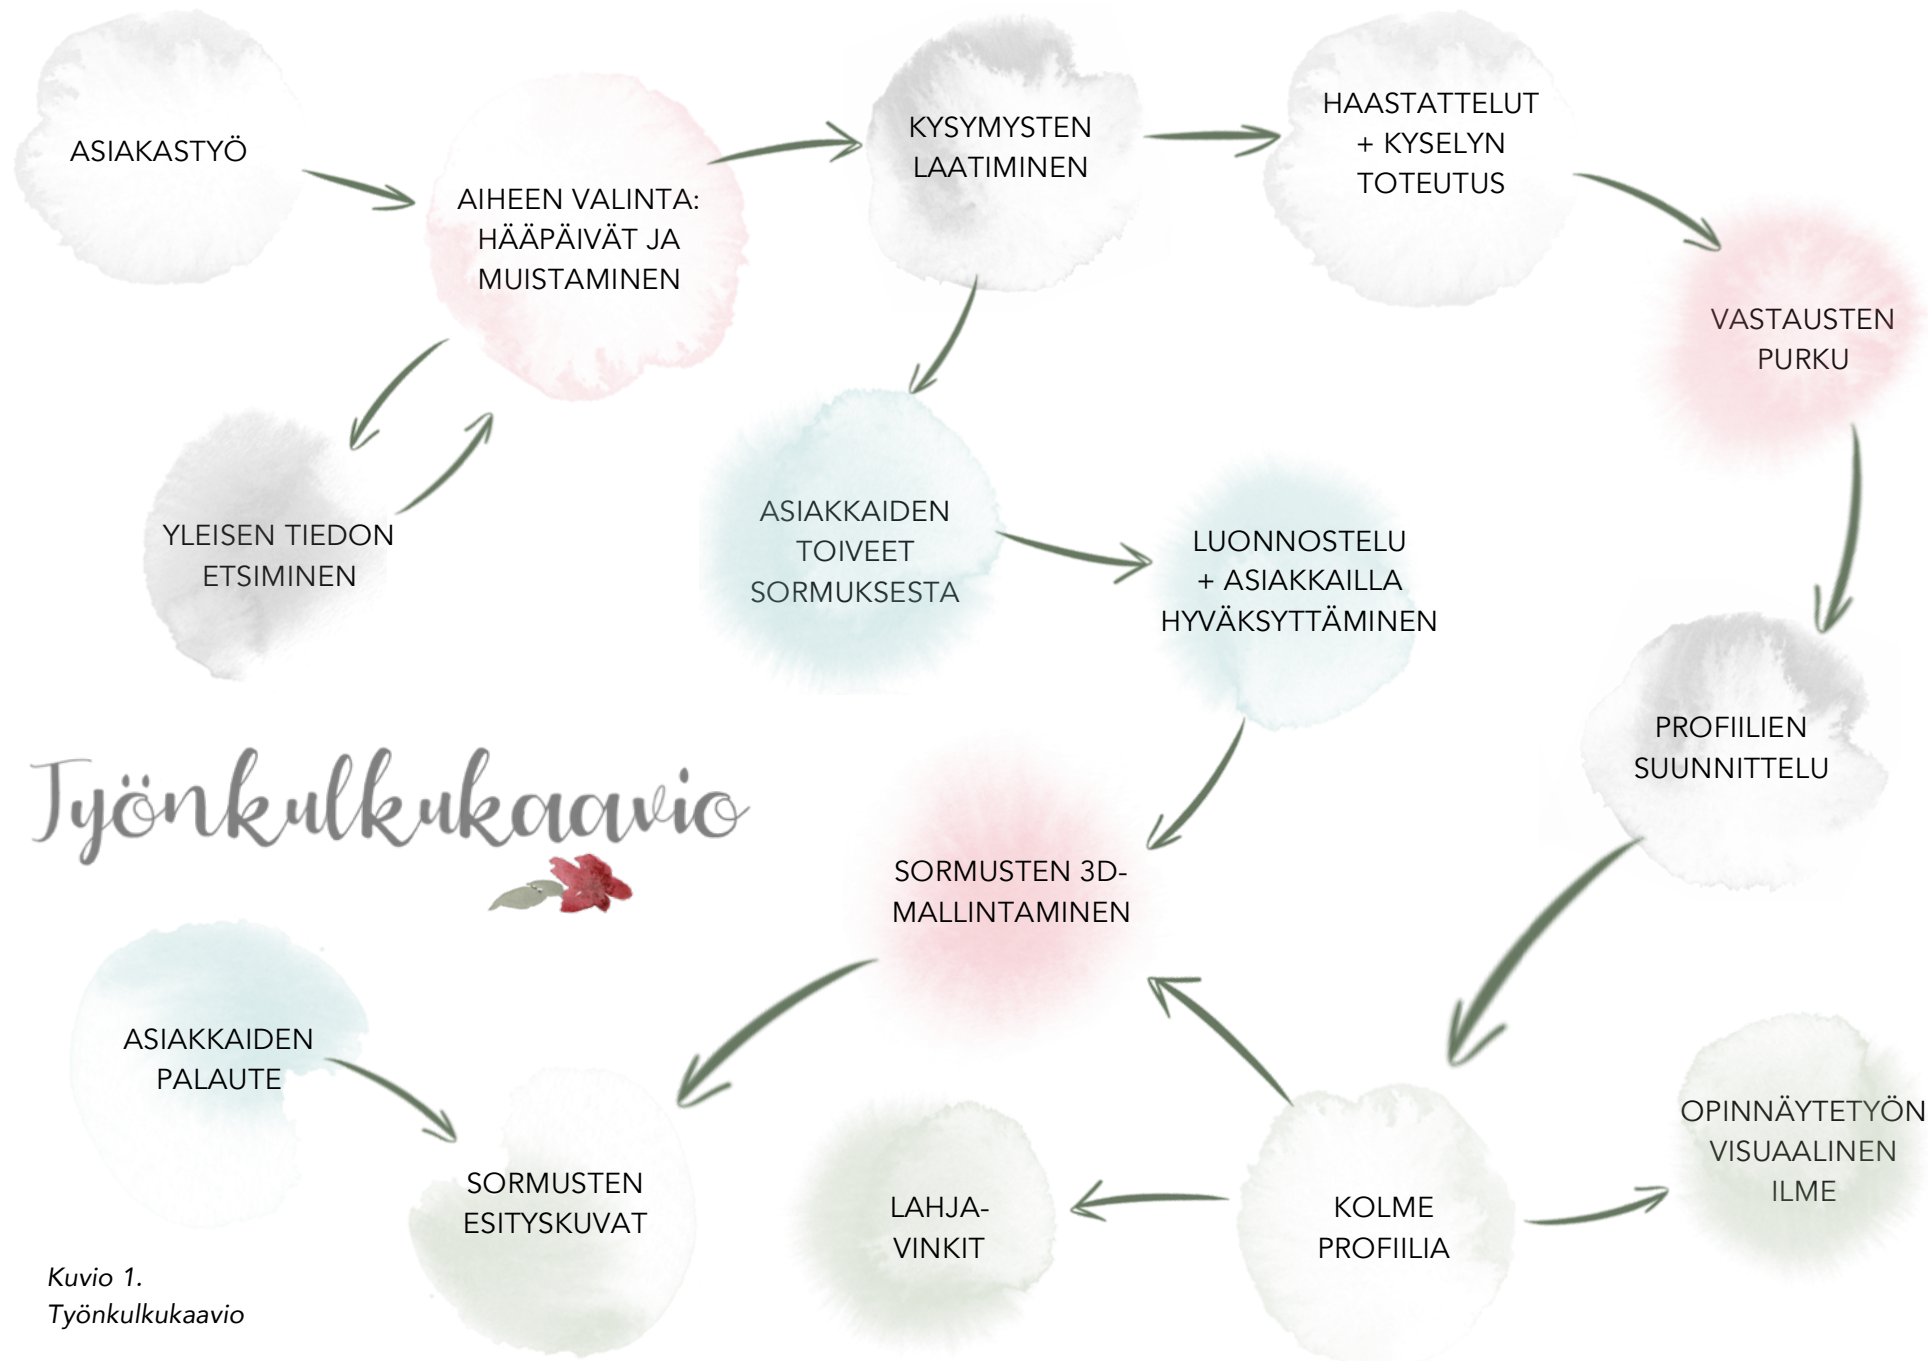 ASIAKASTYÖ
AIHEEN VALINTA:
HÄÄPÄIVÄT JA
MUISTAMINEN
KYSYMYSTEN
LAATIMINEN
HAASTATTELUT
+ KYSELYN
TOTEUTUS
VASTAUSTEN
PURKU
YLEISEN TIEDON
ETSIMINEN
ASIAKKAIDEN
TOIVEET
SORMUKSESTA
LUONNOSTELU
+ ASIAKKAILLA
HYVÄKSYTTÄMINEN
PROFIILIEN
SUUNNITTELU
Työnkulkukaavio
SORMUSTEN 3D-
MALLINTAMINEN
ASIAKKAIDEN
PALAUTE
SORMUSTEN
ESITYSKUVAT
LAHJA-
VINKIT
KOLME
PROFIILIA
OPINNÄYTETYÖN
VISUAALINEN
ILME
Kuvio 1.
Työnkulkukaavio